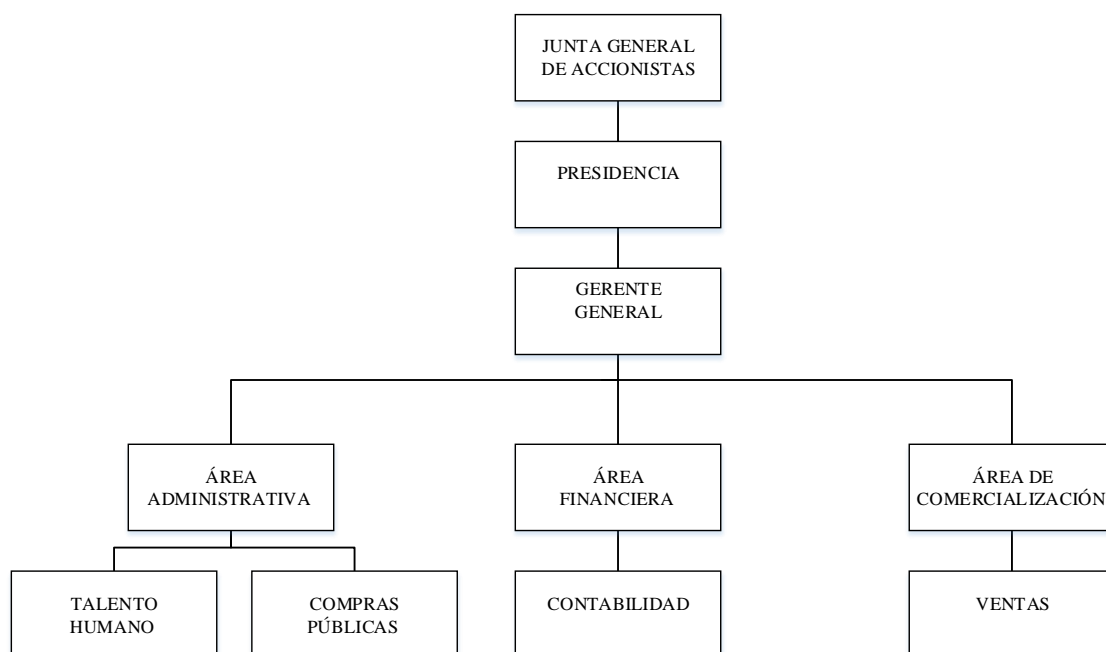 JUNTA GENERAL
DE ACCIONISTAS
PRESIDENCIA
GERENTE
GENERAL
ÁREA
ADMINISTRATIVA
ÁREA
FINANCIERA
ÁREA DE
COMERCIALIZACIÓN
TALENTO
HUMANO
COMPRAS
PÚBLICAS
CONTABILIDAD
VENTAS